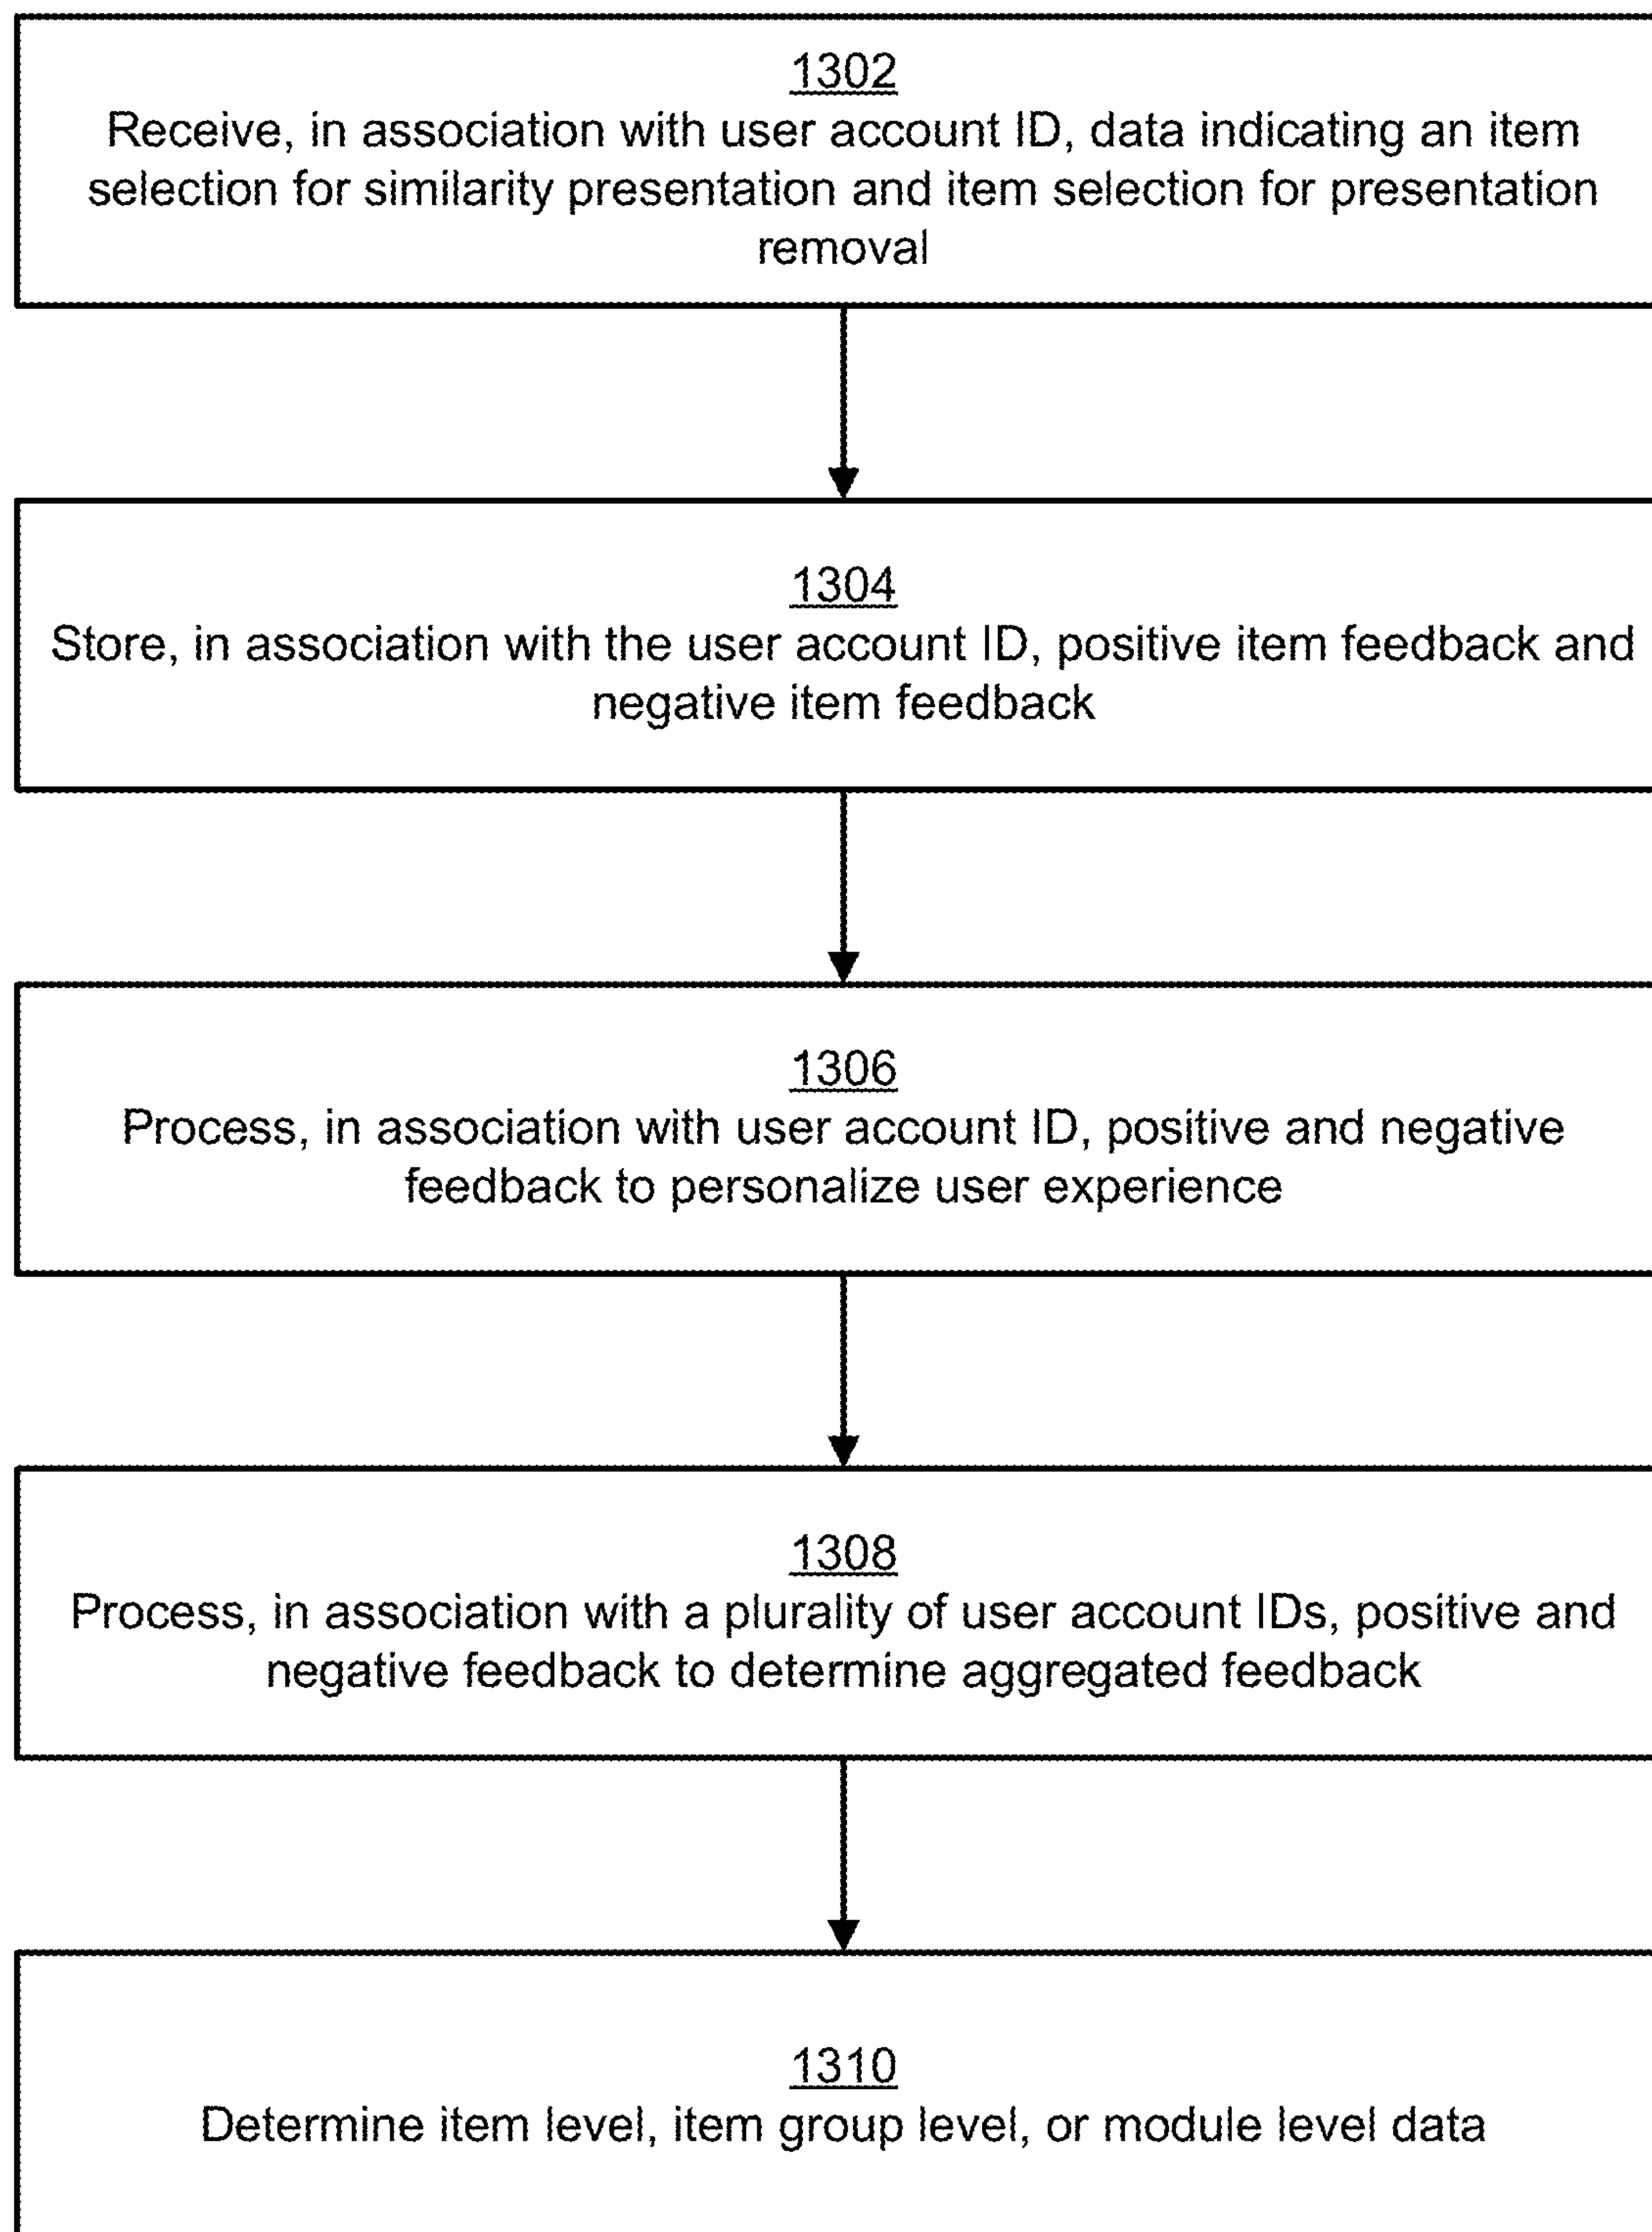 1302
Receive, in association with user account ID, data indicating an item
selection for similarity presentation and item selection for presentation
removal
1304
Store, in association with the user account ID, positive item feedback and
negative item feedback
1306
Process, in association with user account ID, positive and negative
feedback to personalize user experience
1308
Process, in association with a plurality of user account IDs, positive and
negative feedback to determine aggregated feedback
1310
Determine item level, item group level, or module level data